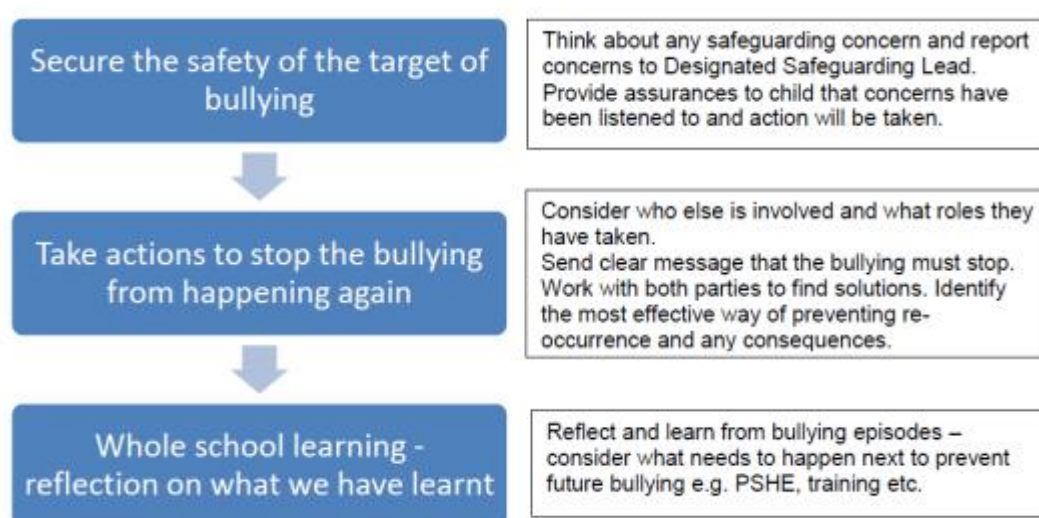 Secure the safety of the target of
bullying
Think about any safeguarding concern and report
concerns to Designated Safeguarding Lead.
Provide assurances to child that concerns have
been listened to and action will be taken.
Take actions to stop the bullying
from happening again
Consider who else is involved and what roles they
have taken.
Send clear message that the bullying must stop.
Work with both parties to find solutions. Identify
the most effective way of preventing re-
occurrence and any consequences.
Whole school learning -
reflection on what we have learnt
Reflect and learn from bullying episodes –
consider what needs to happen next to prevent
future bullying e.g. PSHE, training etc.